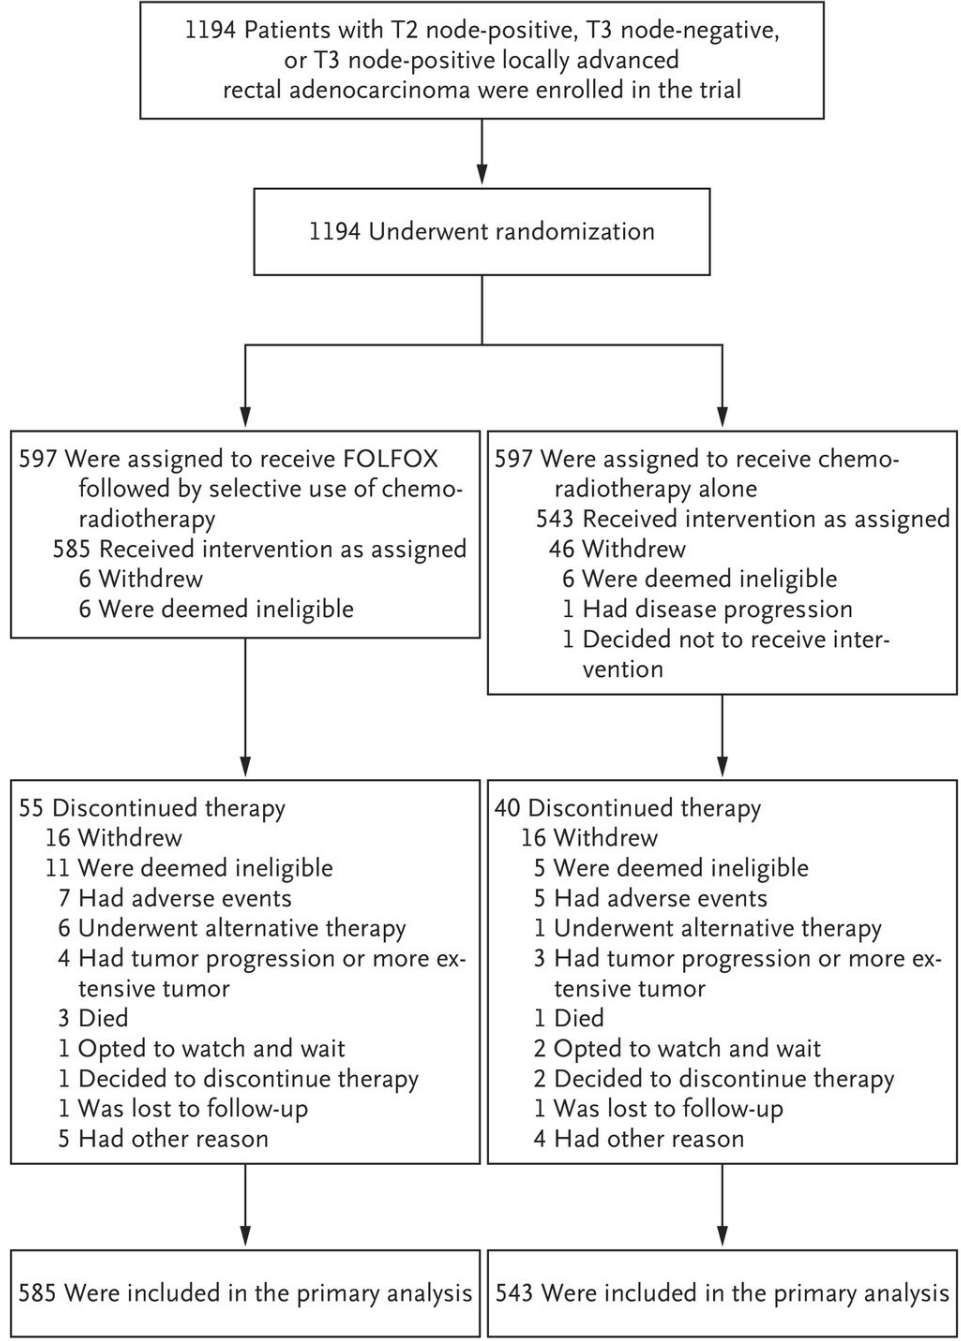 1194 Patients with T2 node-positive, T3 node-negative,
or T3 node-positive locally advanced
rectal adenocarcinoma were enrolled in the trial
1194 Underwent randomization
597 Were assigned to receive FOLFOX
followed by selective use of chemo-
radiotherapy
585 Received intervention as assigned
6 Withdrew
6 Were deemed ineligible
597 Were assigned to receive chemo-
radiotherapy alone
543 Received intervention as assigned
46 Withdrew
6 Were deemed ineligible
1 Had disease progression
1 Decided not to receive inter-
vention
55 Discontinued therapy
16 Withdrew
11 Were deemed ineligible
7 Had adverse events
6 Underwent alternative therapy
4 Had tumor progression or more ex-
tensive tumor
3 Died
1 Opted to watch and wait
1 Decided to discontinue therapy
1 Was lost to follow-up
5 Had other reason
40 Discontinued therapy
16 Withdrew
5 Were deemed ineligible
5 Had adverse events
1 Underwent alternative therapy
3 Had tumor progression or more ex-
tensive tumor
1 Died
2 Opted to watch and wait
2 Decided to discontinue therapy
1 Was lost to follow-up
4 Had other reason
585 Were included in the primary analysis
543 Were included in the primary analysis